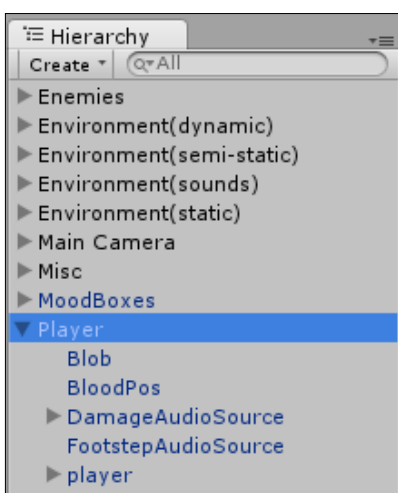 Hierarchy
Create All
Enemies
Environment(dynamic)
Environment(semi-static)
Environment(sounds)
Environment(static)
Main Camera
Misc
MoodBoxes
Player
Blob
BloodPos
DamageAudioSource
FootstepAudioSource
player